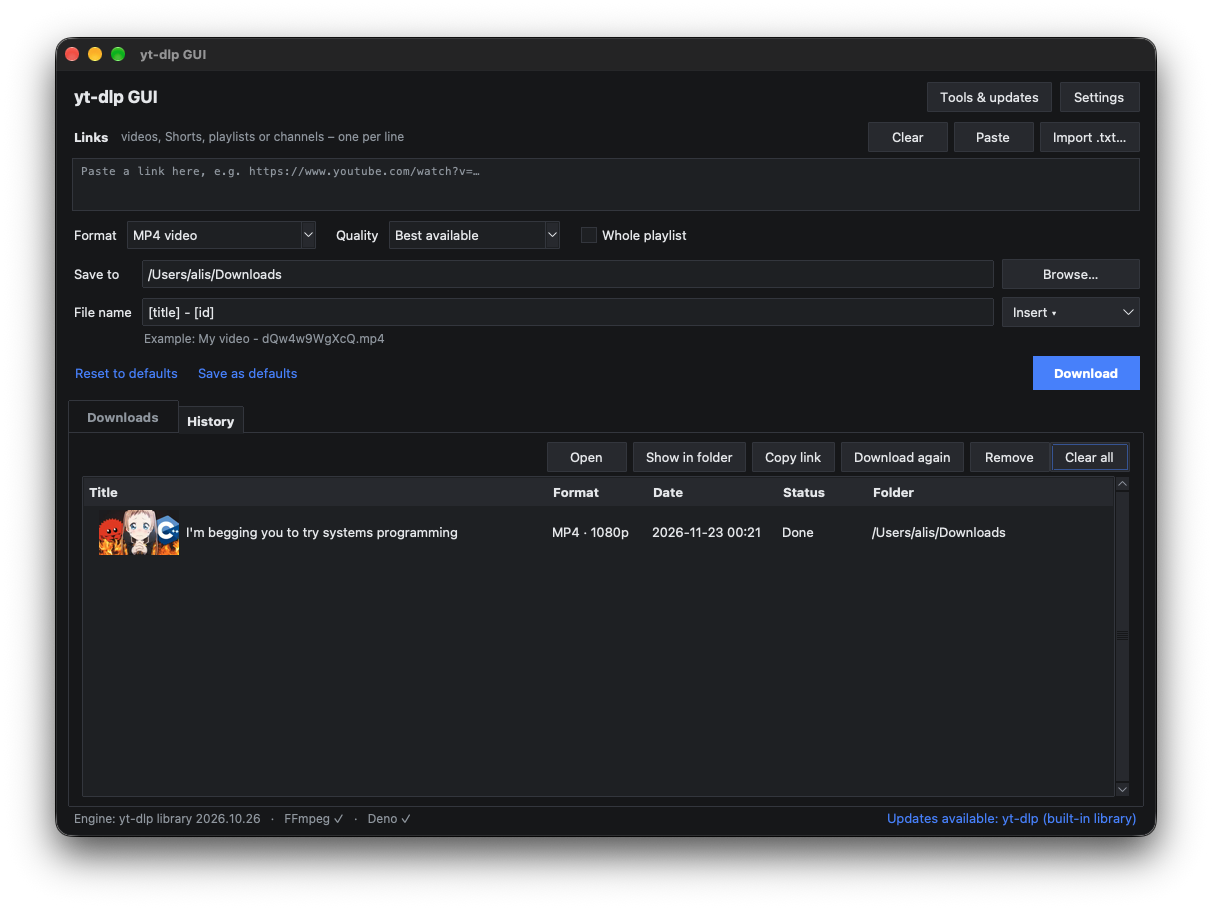 yt-dlp GUI
yt-dlp GUI
Tools & updates
Settings
Links
videos, Shorts, playlists or channels – one per line
Clear
Paste
Import .txt…
Paste a link here, e.g. https://www.youtube.com/watch?v=…
Format
MP4 video
Quality
Best available
Whole playlist
Save to
/Users/alis/Downloads
Browse…
File name
[title] - [id]
Insert ▾
Example: My video - dQw4w9WgXcQ.mp4
Reset to defaults
Save as defaults
Download
Downloads
History
Open
Show in folder
Copy link
Download again
Remove
Clear all
Title
Format
Date
Status
Folder
I'm begging you to try systems programming
MP4 · 1080p
2026-11-23 00:21
Done
/Users/alis/Downloads
Engine: yt-dlp library 2026.10.26 · FFmpeg ✓ · Deno ✓
Updates available: yt-dlp (built-in library)